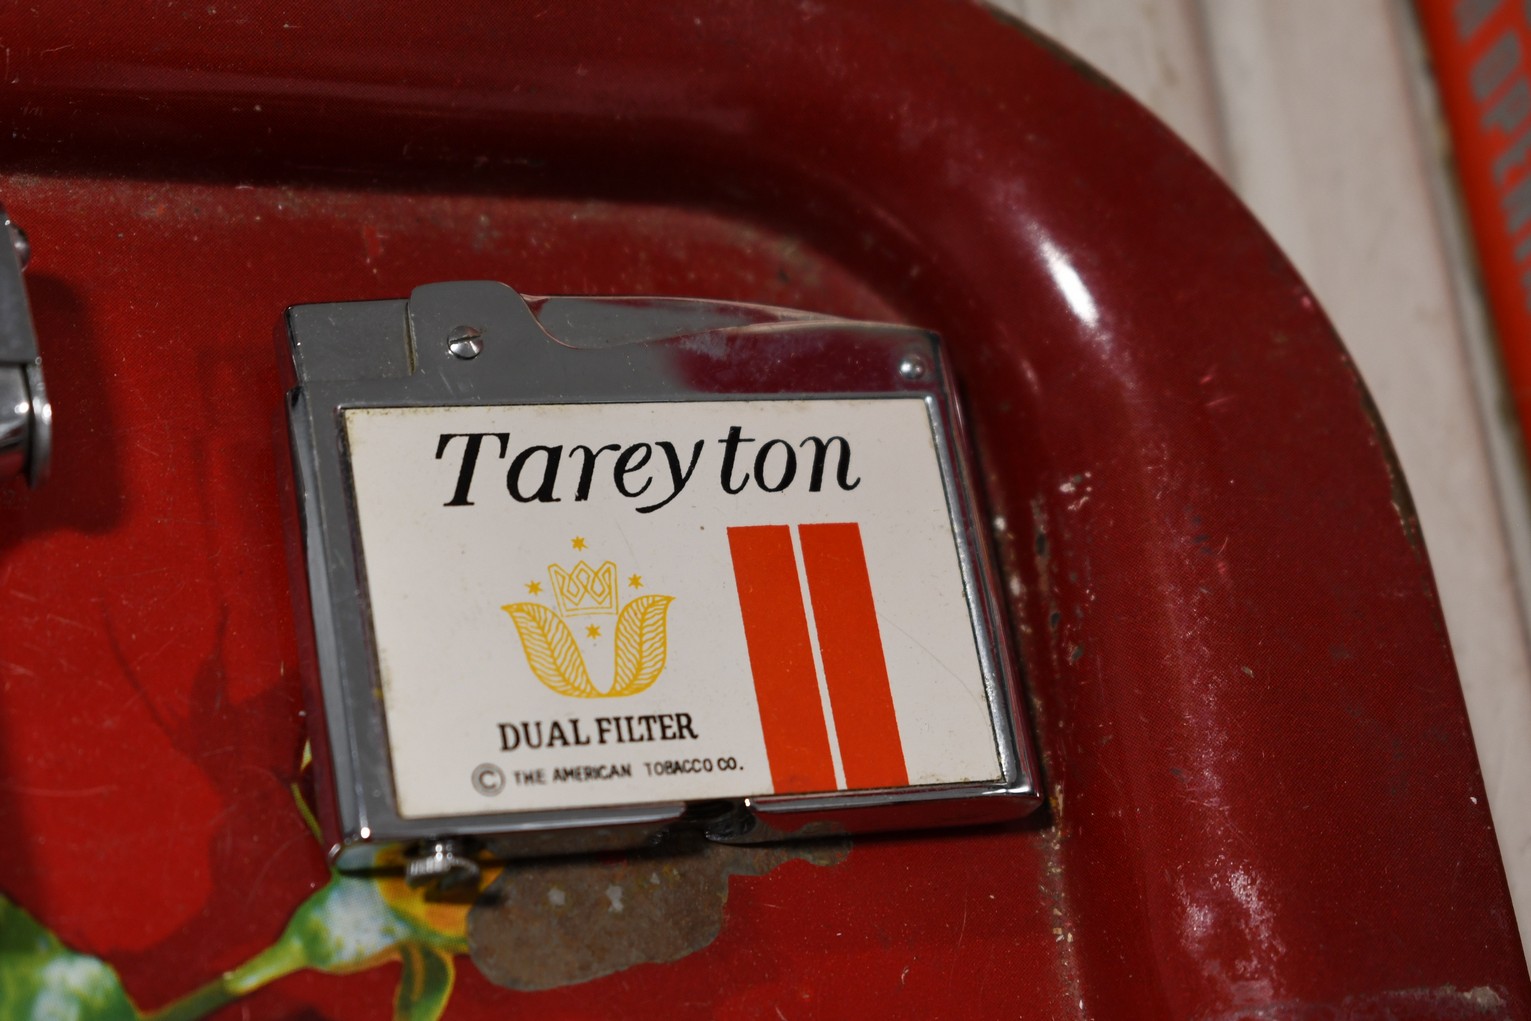 Tareyton
DUAL FILTER
© THE AMERICAN TOBACCO CO.